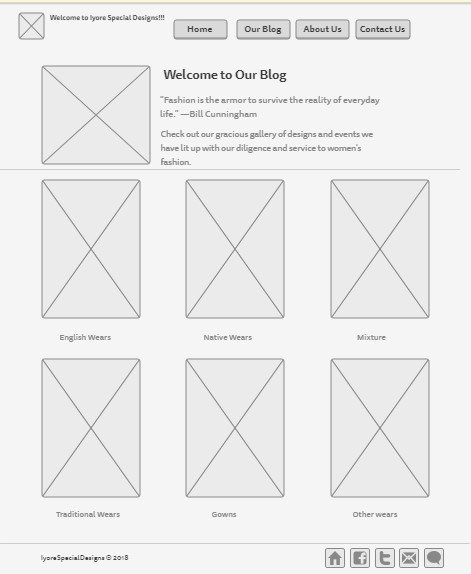 Welcome to Iyore Special Designs!!!
Home
Our Blog
About Us
Contact Us
Welcome to Our Blog
"Fashion is the armor to survive the reality of everyday
life." —Bill Cunningham
Check out our gracious gallery of designs and events we
have lit up with our diligence and service to women's
fashion.
English Wears
Native Wears
Mixture
Traditional Wears
Gowns
Other wears
IyoreSpecialDesigns © 2018